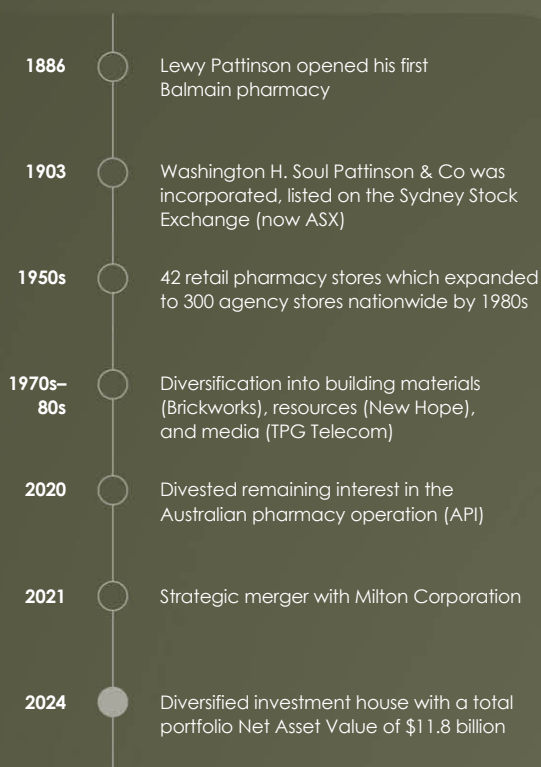 1886
Lewy Pattinson opened his first
Balmain pharmacy
1903
Washington H. Soul Pattinson & Co was
incorporated, listed on the Sydney Stock
Exchange (now ASX)
1950s
42 retail pharmacy stores which expanded
to 300 agency stores nationwide by 1980s
1970s–
80s
Diversification into building materials
(Brickworks), resources (New Hope),
and media (TPG Telecom)
2020
Divested remaining interest in the
Australian pharmacy operation (API)
2021
Strategic merger with Milton Corporation
2024
Diversified investment house with a total
portfolio Net Asset Value of $11.8 billion